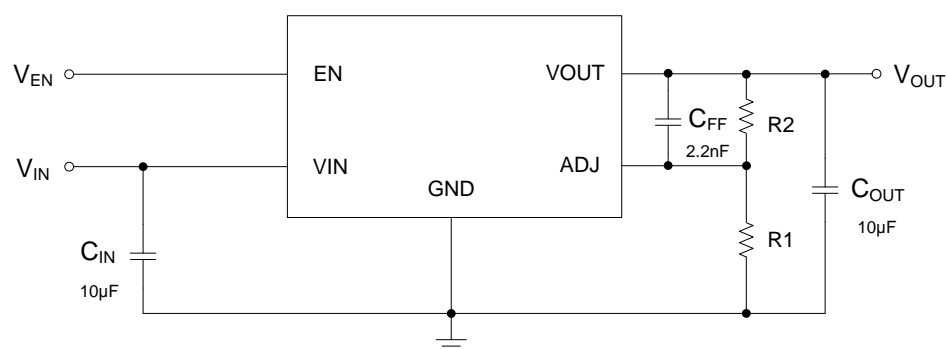 V_EN
EN
VOUT
V_OUT
C_FF
2.2nF
R2
V_IN
VIN
ADJ
GND
C_OUT
10µF
C_IN
10µF
R1